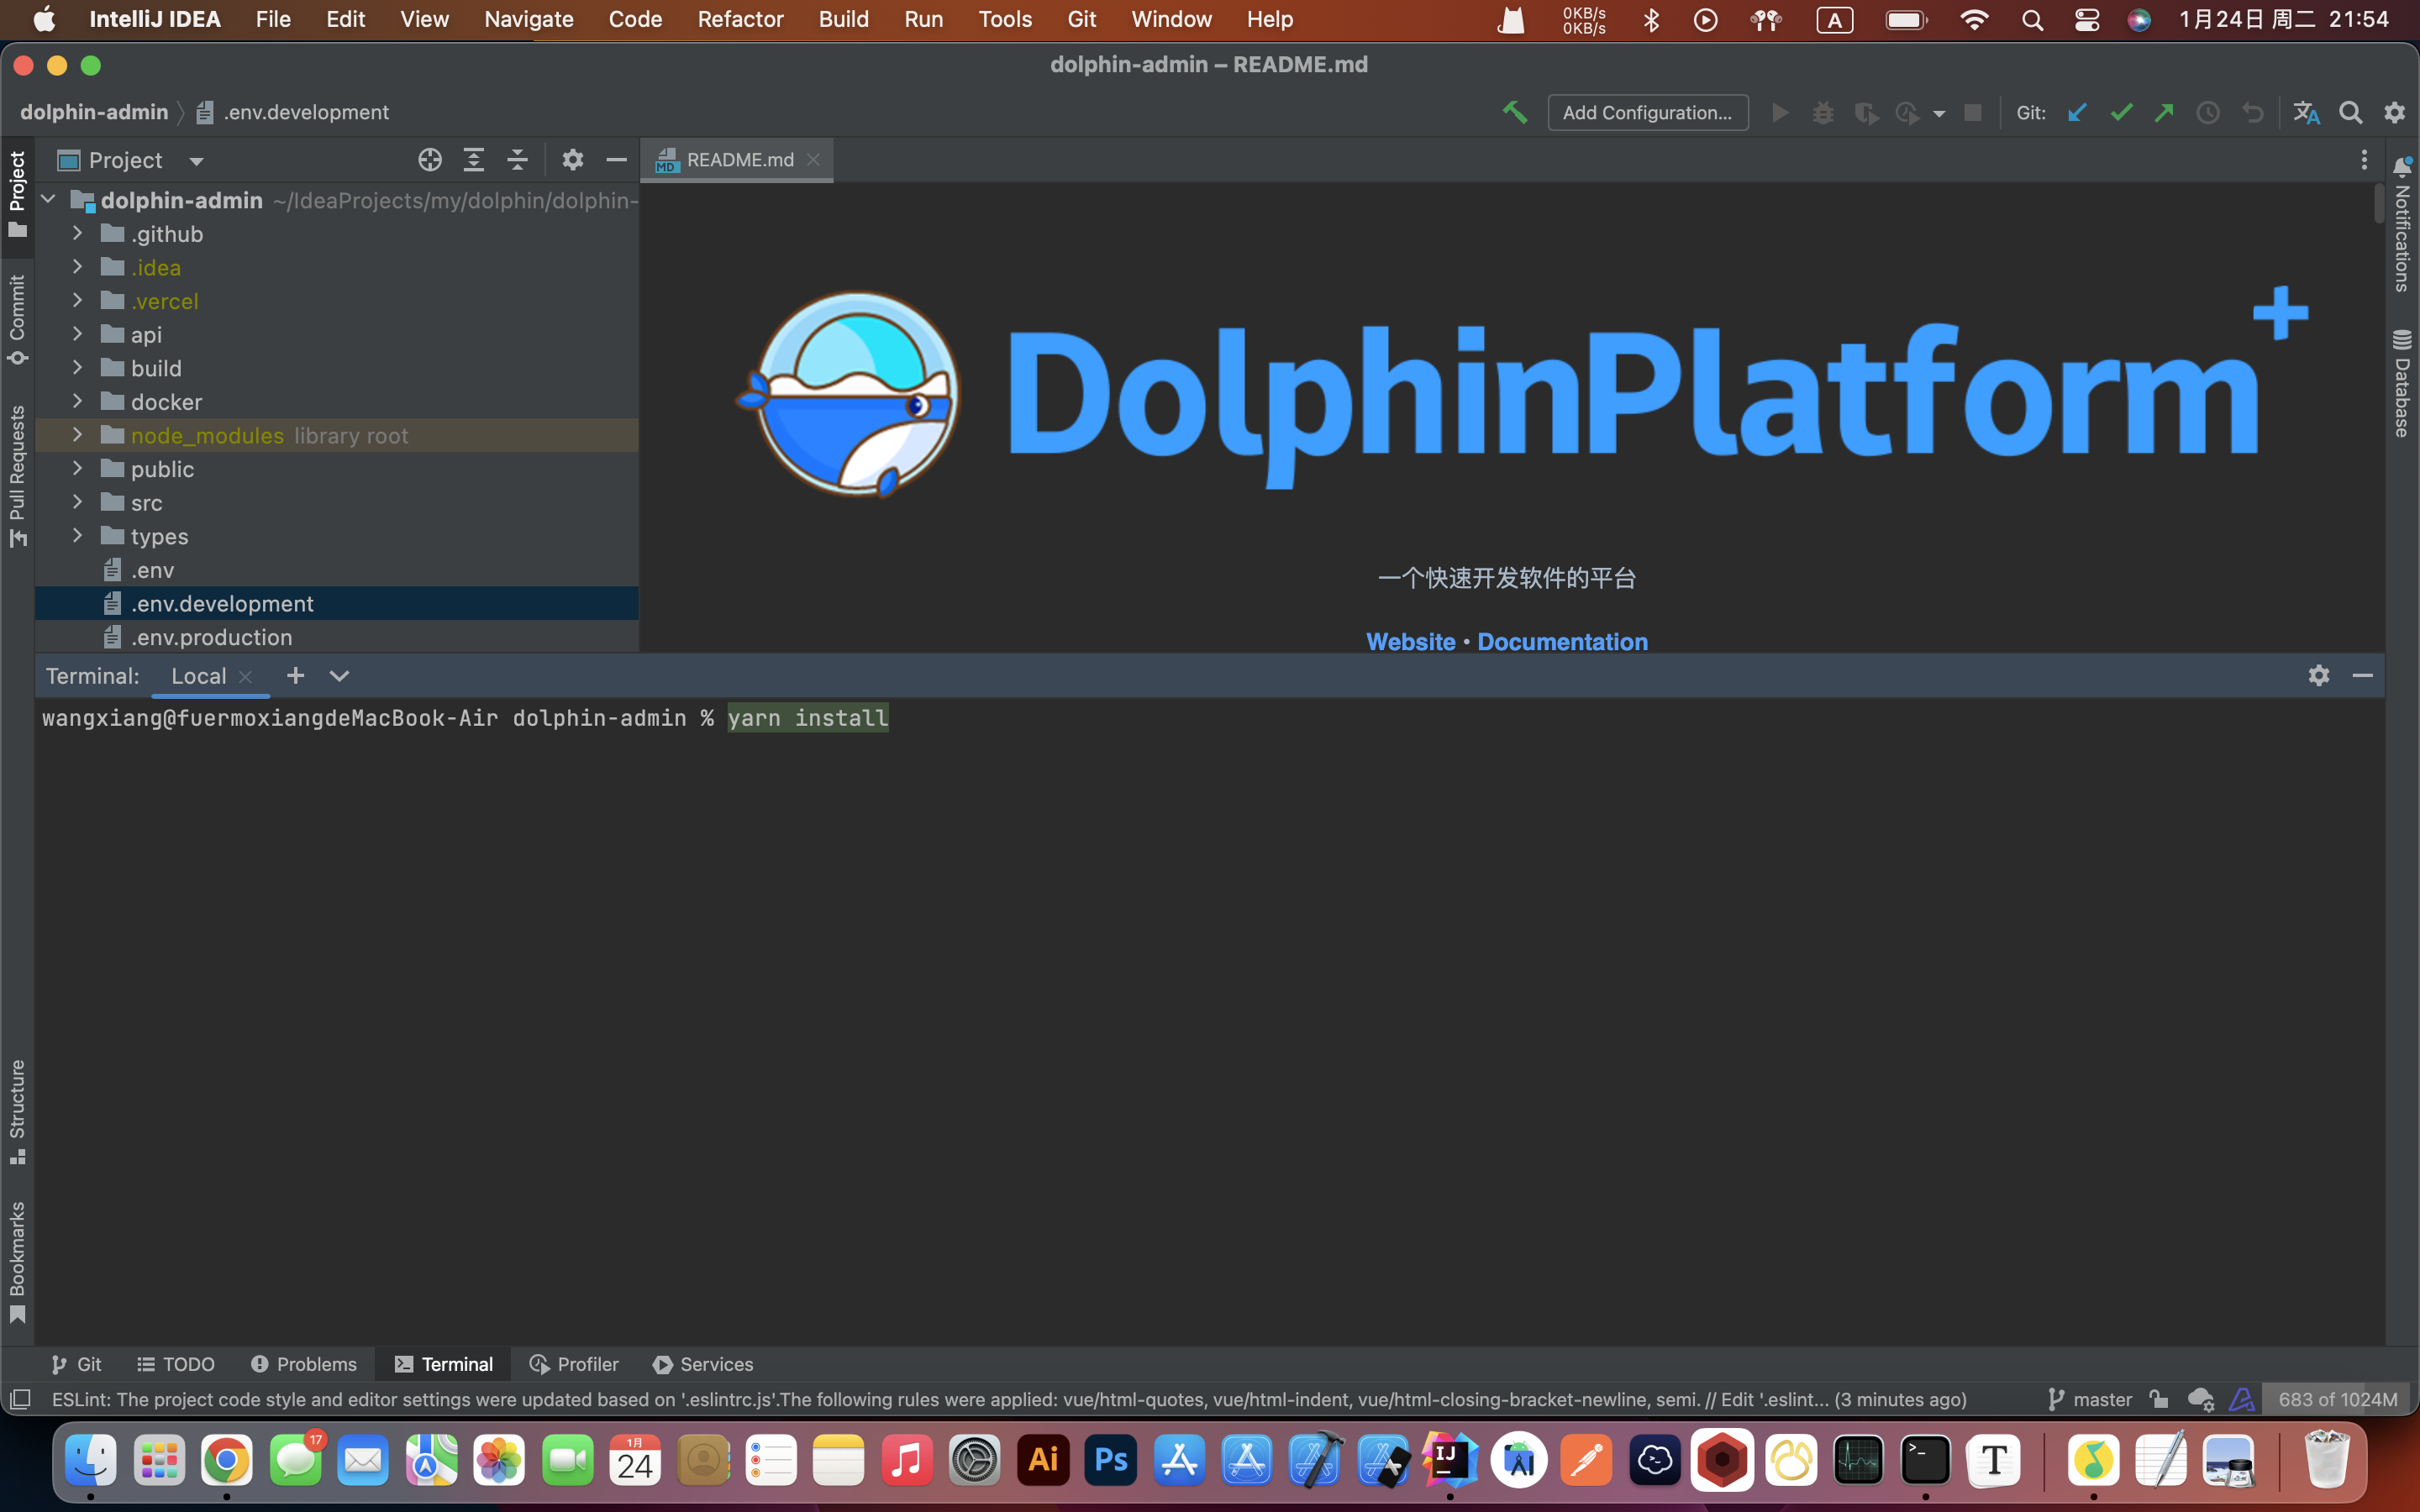 IntelliJ IDEA File Edit View Navigate Code Refactor Build Run Tools Git Window Help 0KB/s 0KB/s A 1月24日 周二 21:54
dolphin-admin – README.md
dolphin-admin .env.development Add Configuration... Git:
Project
README.md
dolphin-admin ~/IdeaProjects/my/dolphin/dolphin-
.github
.idea
.vercel
api
build
docker
node_modules library root
public
src
types
.env
.env.development
.env.production
DolphinPlatform+
一个快速开发软件的平台
Website • Documentation
Project
Commit
Pull Requests
Structure
Bookmarks
Notifications
Database
Terminal: Local
wangxiang@fuermoxiangdeMacBook-Air dolphin-admin % yarn install
Git TODO Problems Terminal Profiler Services
ESLint: The project code style and editor settings were updated based on '.eslintrc.js'.The following rules were applied: vue/html-quotes, vue/html-indent, vue/html-closing-bracket-newline, semi. // Edit '.eslint... (3 minutes ago) master 683 of 1024M
17
1月
24
Ai
Ps
IJ
T